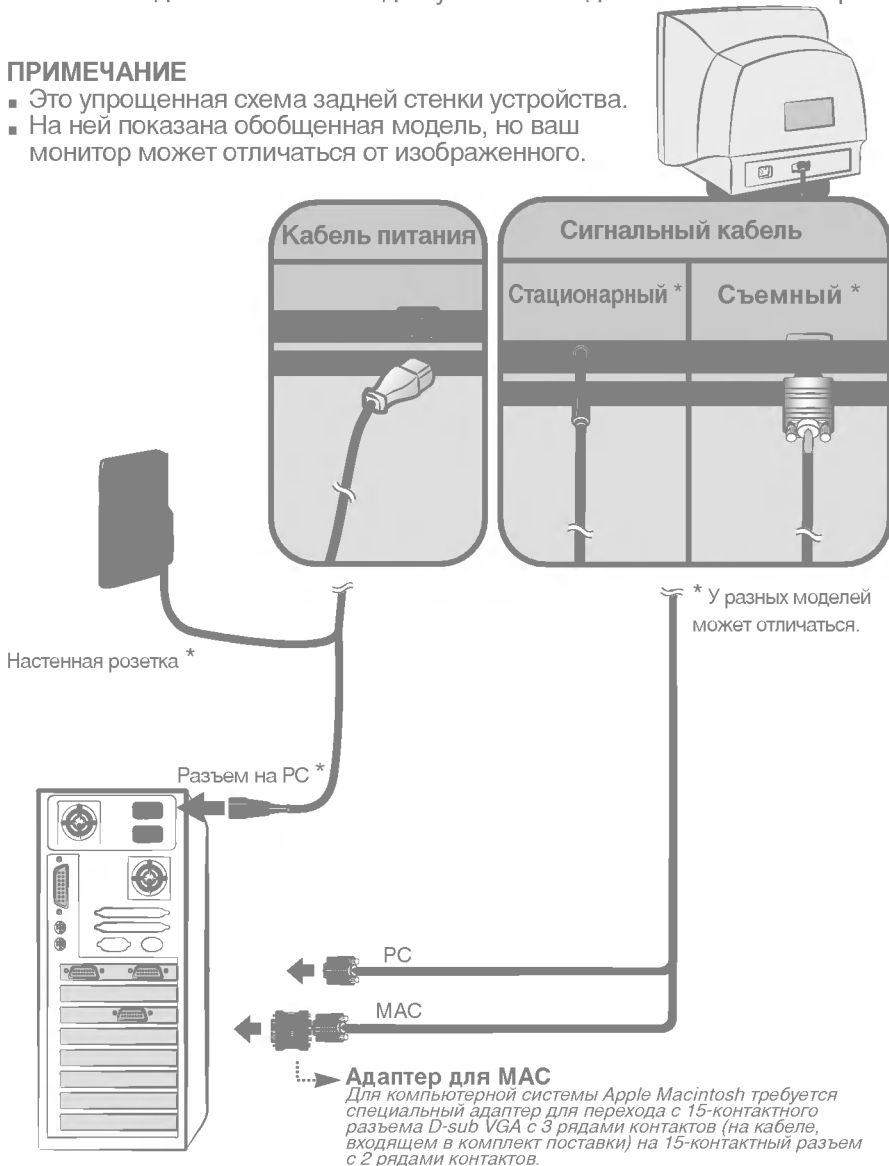 ПРИМЕЧАНИЕ
▪ Это упрощенная схема задней стенки устройства.
▪ На ней показана обобщенная модель, но ваш
монитор может отличаться от изображенного.
Кабель питания
Сигнальный кабель
Стационарный *
Съемный *
* У разных моделей
может отличаться.
Настенная розетка *
Разъем на PC *
PC
MAC
Адаптер для MAC
Для компьютерной системы Apple Macintosh требуется
специальный адаптер для перехода с 15-контактного
разъема D-sub VGA с 3 рядами контактов (на кабеле,
входящем в комплект поставки) на 15-контактный разъем
с 2 рядами контактов.